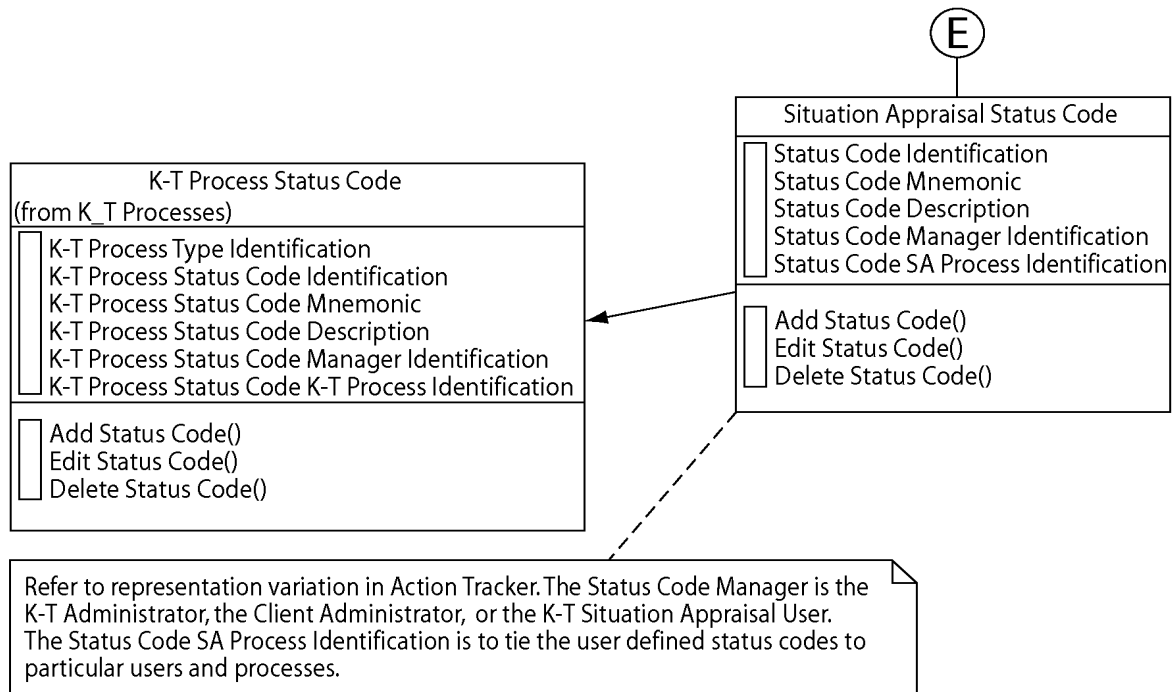 E
Situation Appraisal Status Code
Status Code Identification
Status Code Mnemonic
Status Code Description
Status Code Manager Identification
Status Code SA Process Identification
Add Status Code()
Edit Status Code()
Delete Status Code()
K-T Process Status Code
(from K_T Processes)
K-T Process Type Identification
K-T Process Status Code Identification
K-T Process Status Code Mnemonic
K-T Process Status Code Description
K-T Process Status Code Manager Identification
K-T Process Status Code K-T Process Identification
Add Status Code()
Edit Status Code()
Delete Status Code()
Refer to representation variation in Action Tracker. The Status Code Manager is the
K-T Administrator, the Client Administrator, or the K-T Situation Appraisal User.
The Status Code SA Process Identification is to tie the user defined status codes to
particular users and processes.